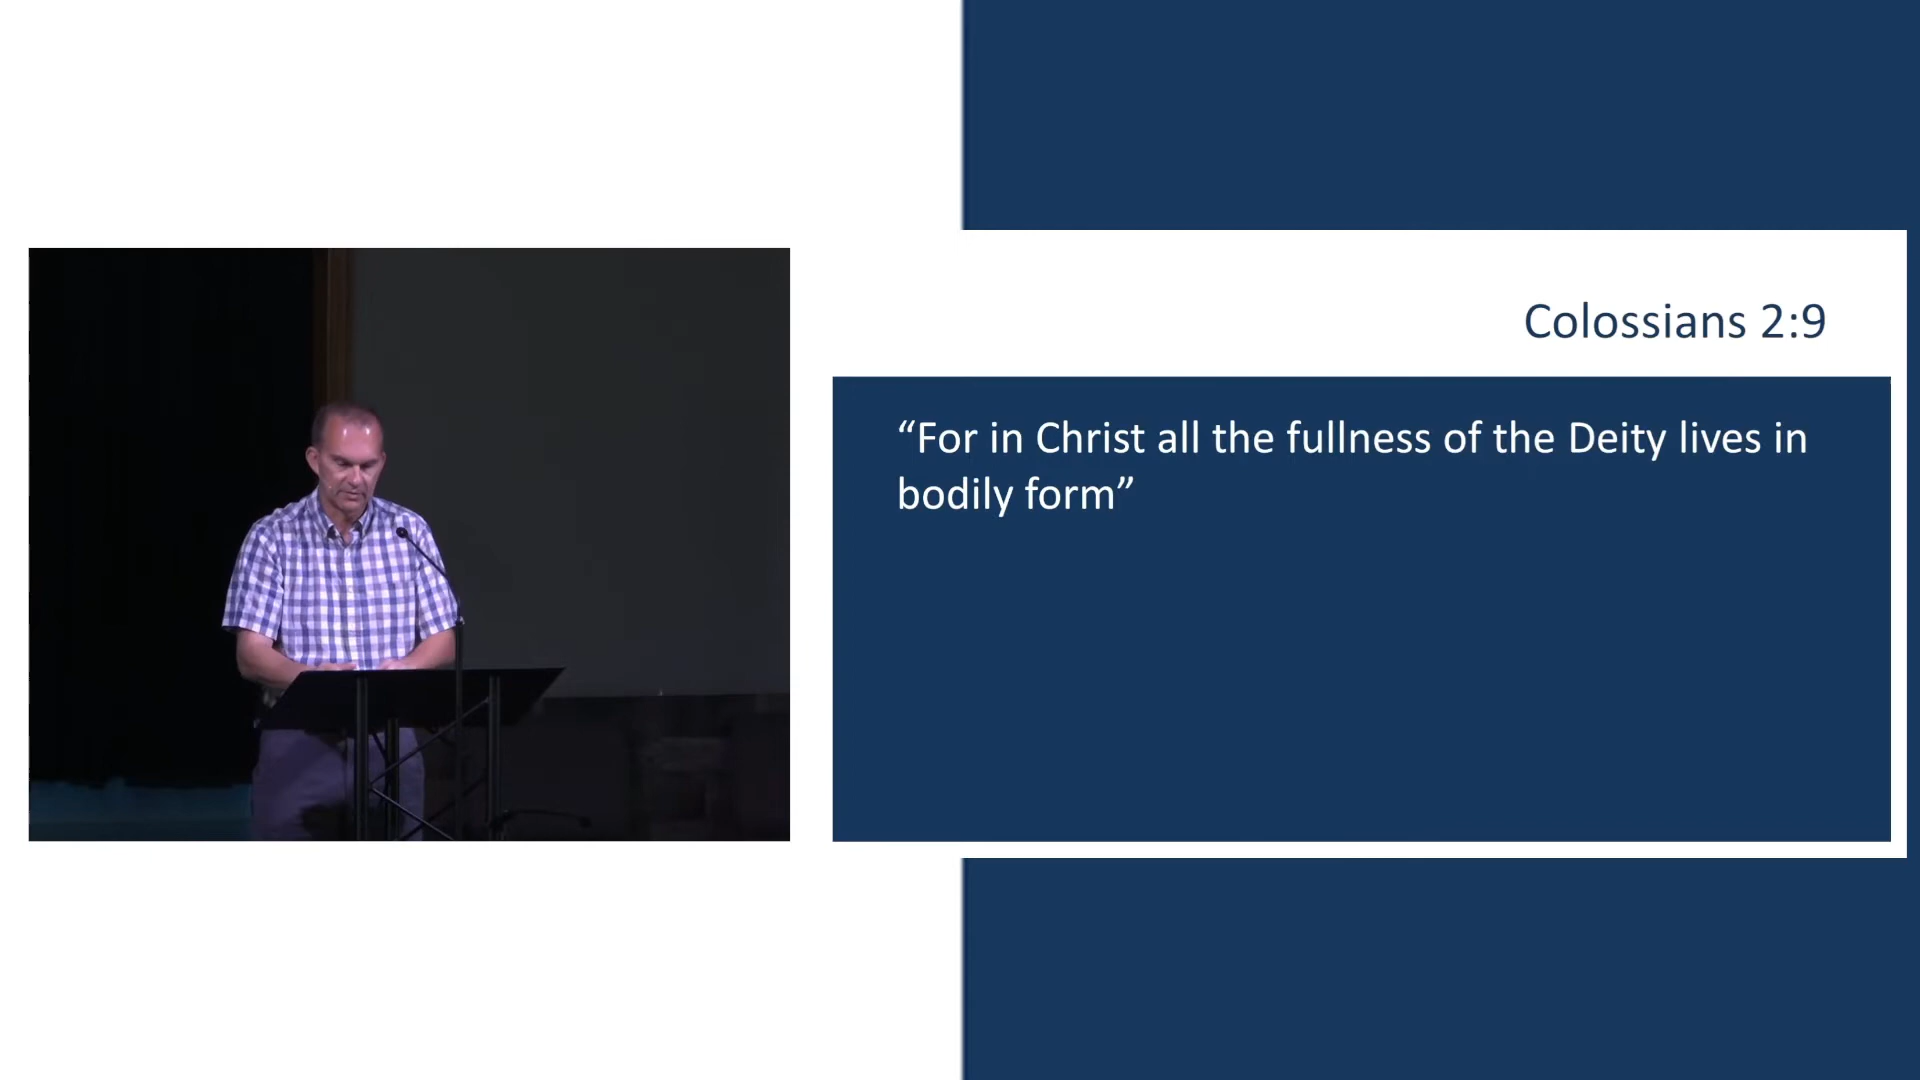 Colossians 2:9
“For in Christ all the fullness of the Deity lives in
bodily form”